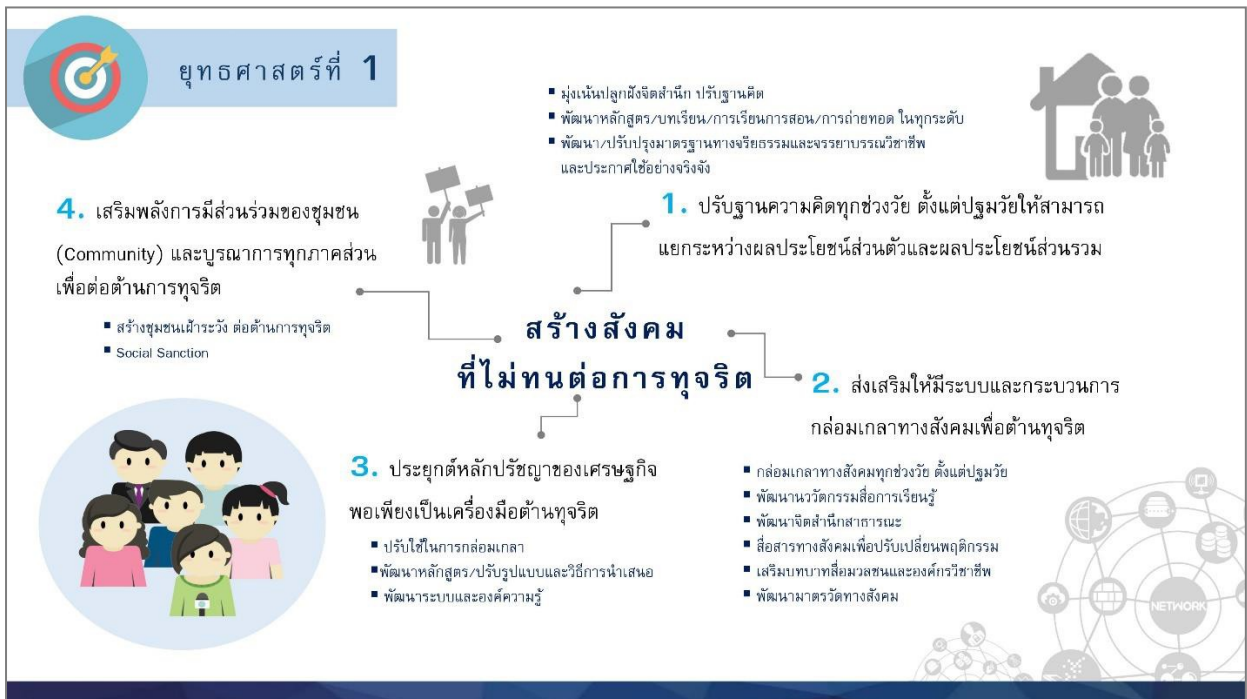 ยุทธศาสตร์ที่ 1
▪ มุ่งเน้นปลูกฝังจิตสำนึก ปรับฐานคิด
▪ พัฒนาหลักสูตร/บทเรียน/การเรียนการสอน/การถ่ายทอด ในทุกระดับ
▪ พัฒนา/ปรับปรุงมาตรฐานทางจริยธรรมและจรรยาบรรณวิชาชีพ
และประกาศใช้อย่างจริงจัง
1. ปรับฐานความคิดทุกช่วงวัย ตั้งแต่ปฐมวัยให้สามารถ
แยกระหว่างผลประโยชน์ส่วนตัวและผลประโยชน์ส่วนรวม
4. เสริมพลังการมีส่วนร่วมของชุมชน
(Community) และบูรณาการทุกภาคส่วน
เพื่อต่อต้านการทุจริต
▪ สร้างชุมชนเฝ้าระวัง ต่อต้านการทุจริต
▪ Social Sanction
สร้างสังคม
ที่ไม่ทนต่อการทุจริต
2. ส่งเสริมให้มีระบบและกระบวนการ
กล่อมเกลาทางสังคมเพื่อต้านทุจริต
▪ กล่อมเกลาทางสังคมทุกช่วงวัย ตั้งแต่ปฐมวัย
▪ พัฒนานวัตกรรมสื่อการเรียนรู้
▪ พัฒนาจิตสำนึกสาธารณะ
▪ สื่อสารทางสังคมเพื่อปรับเปลี่ยนพฤติกรรม
▪ เสริมบทบาทสื่อมวลชนและองค์กรวิชาชีพ
▪ พัฒนามาตรวัดทางสังคม
3. ประยุกต์หลักปรัชญาของเศรษฐกิจ
พอเพียงเป็นเครื่องมือต้านทุจริต
▪ ปรับใช้ในการกล่อมเกลา
▪พัฒนาหลักสูตร/ปรับรูปแบบและวิธีการนำเสนอ
▪ พัฒนาระบบและองค์ความรู้
NETWORK